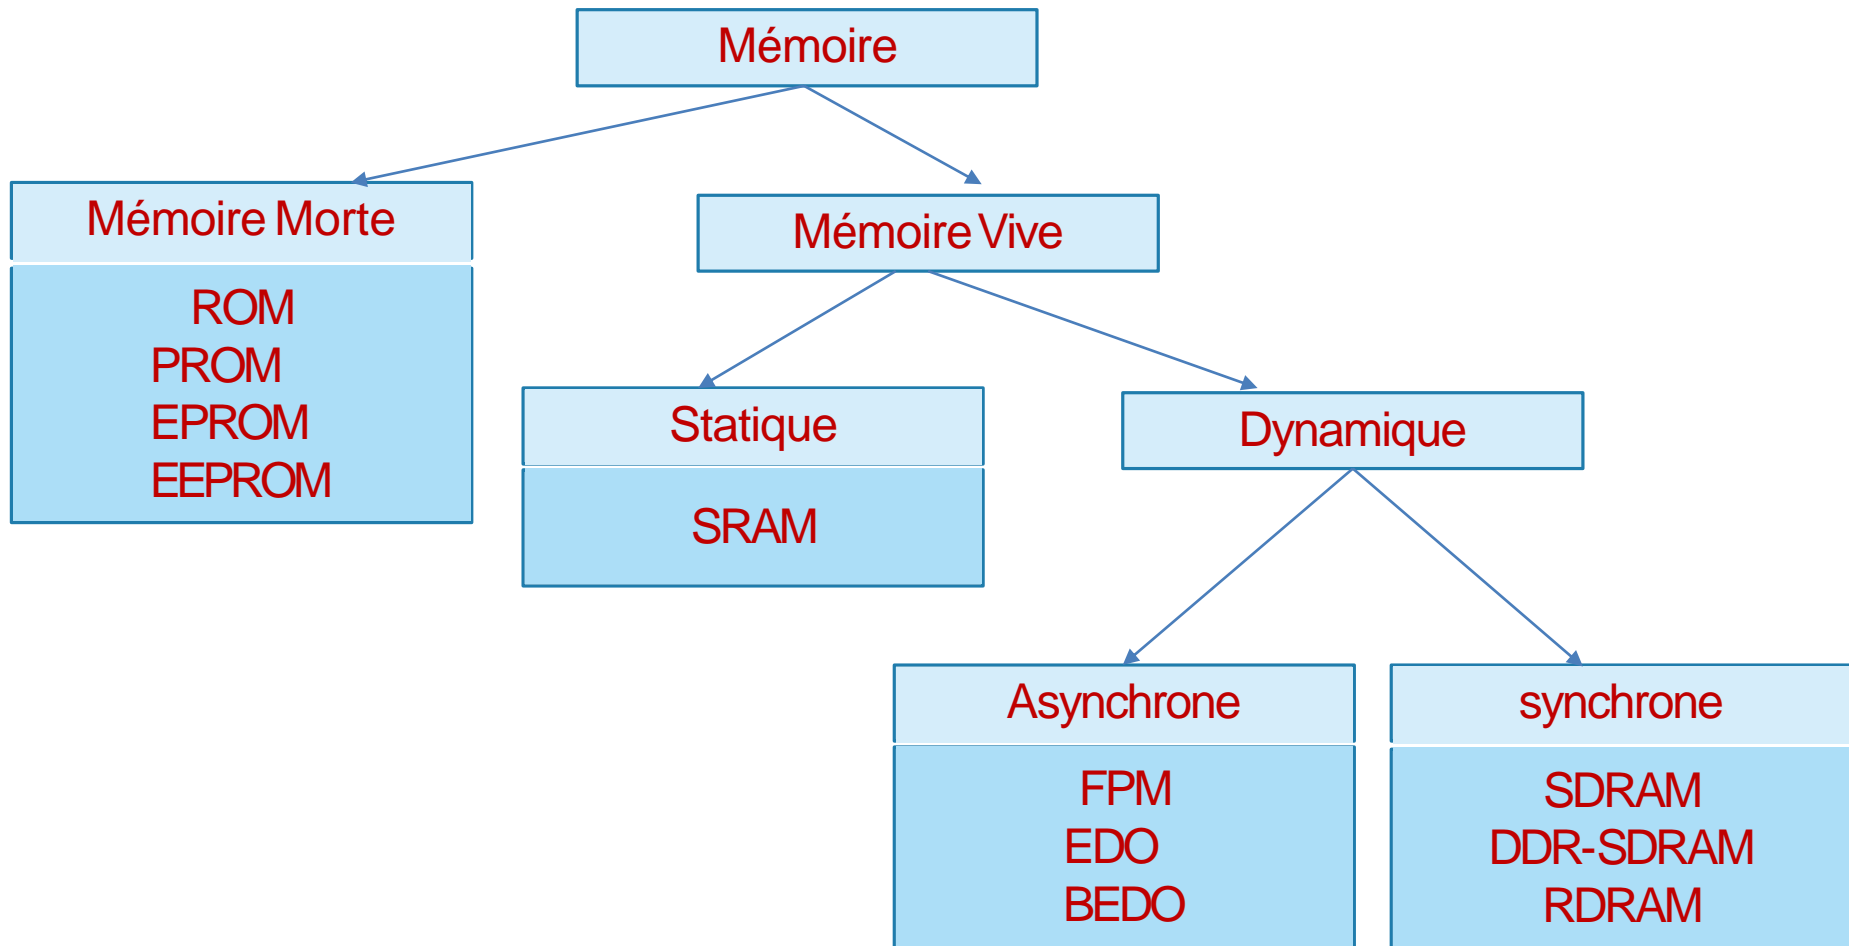 Mémoire
Mémoire Morte
ROM
PROM
EPROM
EEPROM
Mémoire Vive
Statique
SRAM
Dynamique
Asynchrone
FPM
EDO
BEDO
synchrone
SDRAM
DDR-SDRAM
RDRAM